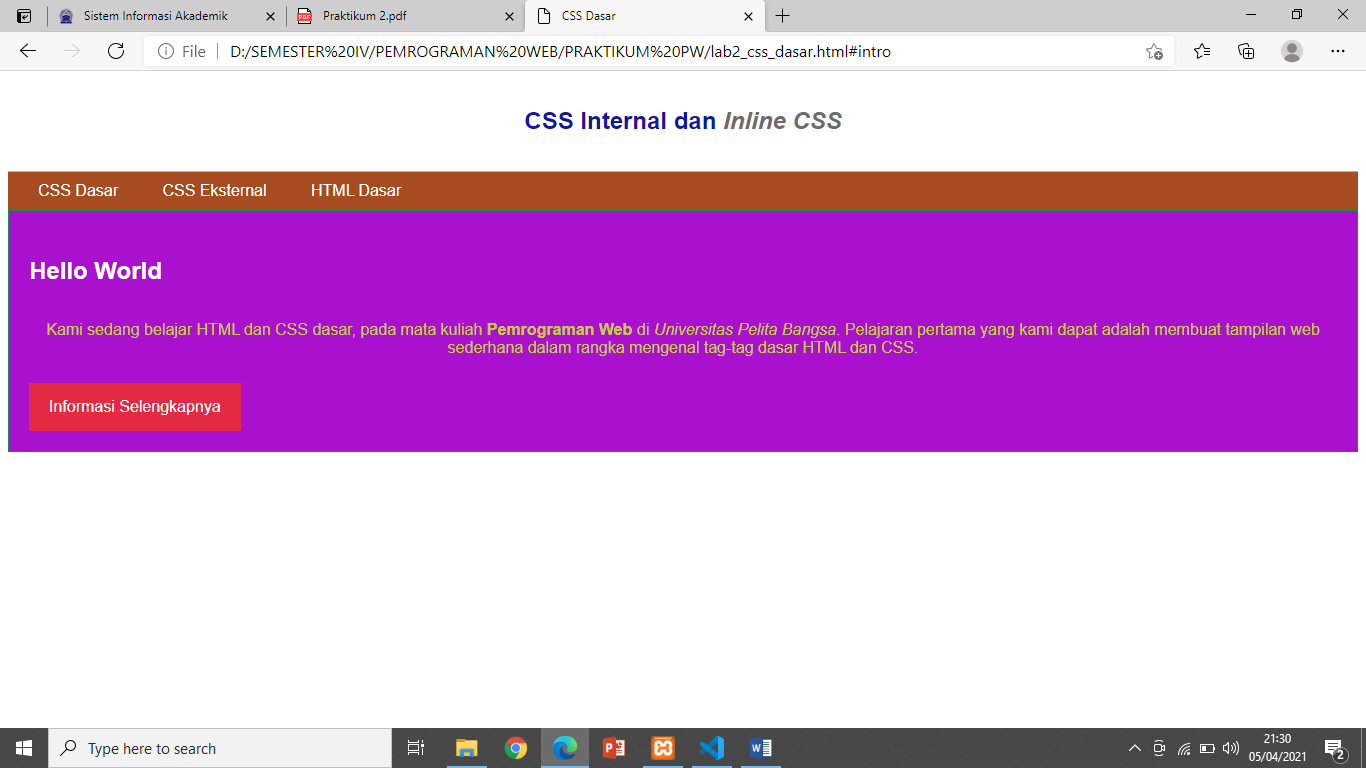 Sistem Informasi Akademik
PDF
Praktikum 2.pdf
CSS Dasar
File
D:/SEMESTER%20IV/PEMROGRAMAN%20WEB/PRAKTIKUM%20PW/lab2_css_dasar.html#intro
CSS Internal dan Inline CSS
CSS Dasar
CSS Eksternal
HTML Dasar
Hello World
Kami sedang belajar HTML dan CSS dasar, pada mata kuliah Pemrograman Web di Universitas Pelita Bangsa. Pelajaran pertama yang kami dapat adalah membuat tampilan web
sederhana dalam rangka mengenal tag-tag dasar HTML dan CSS.
Informasi Selengkapnya
Type here to search
21:30
05/04/2021
2